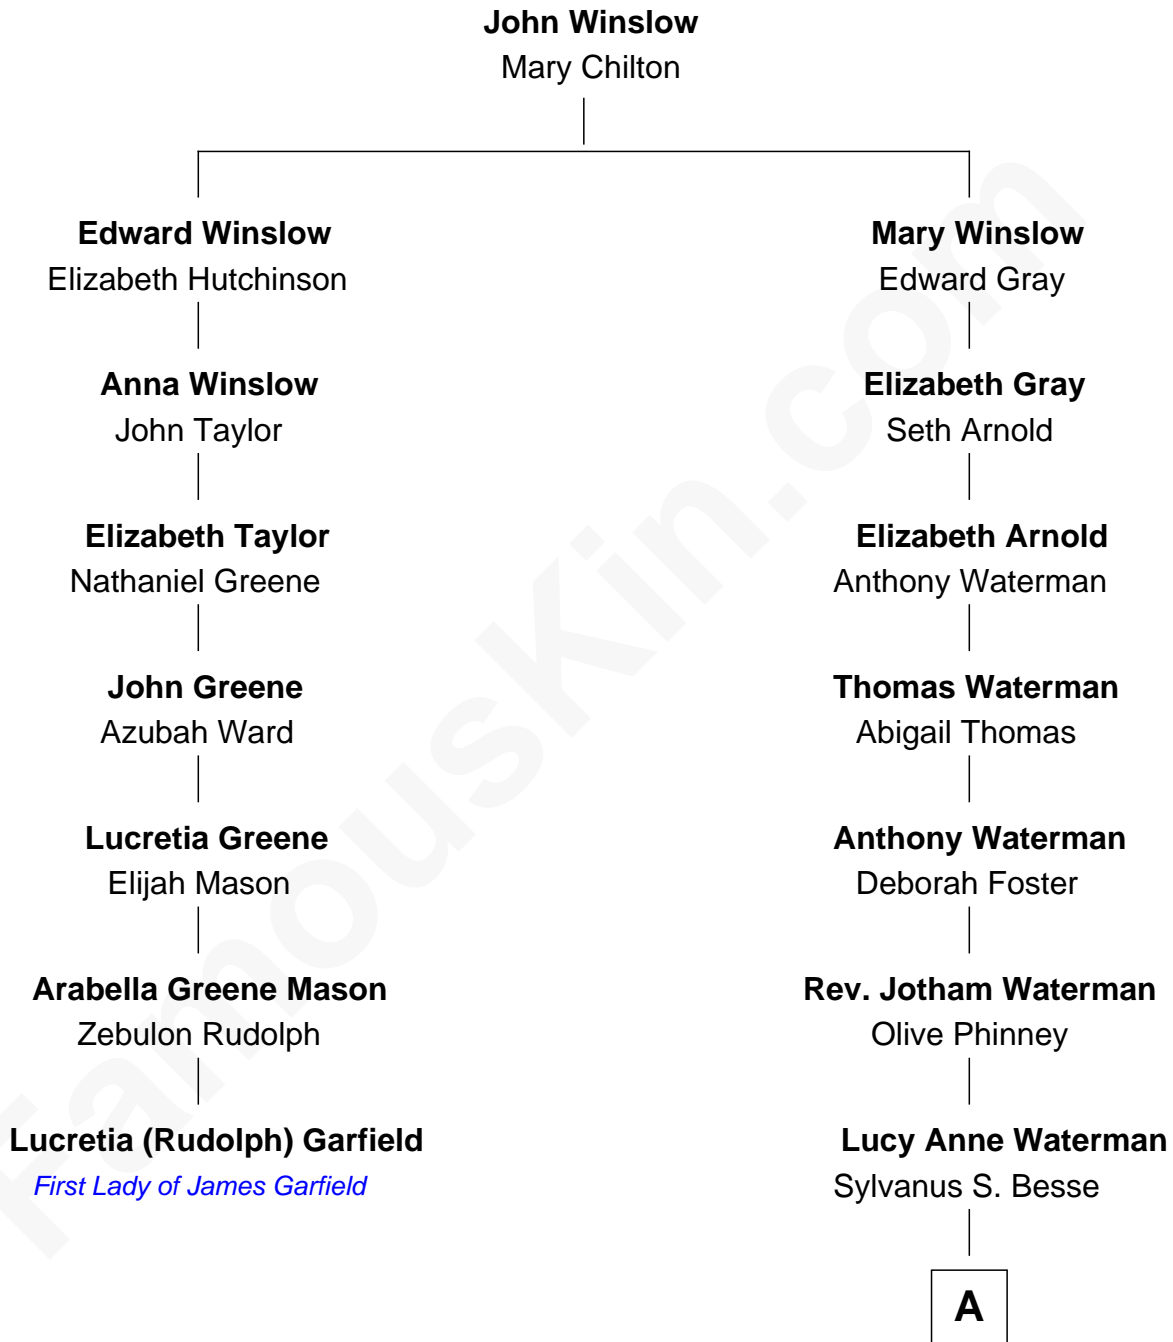 John Winslow
Mary Chilton
Edward Winslow
Elizabeth Hutchinson
Mary Winslow
Edward Gray
Anna Winslow
John Taylor
Elizabeth Gray
Seth Arnold
Elizabeth Taylor
Nathaniel Greene
Elizabeth Arnold
Anthony Waterman
John Greene
Azubah Ward
Thomas Waterman
Abigail Thomas
Lucretia Greene
Elijah Mason
Anthony Waterman
Deborah Foster
Arabella Greene Mason
Zebulon Rudolph
Rev. Jotham Waterman
Olive Phinney
Lucretia (Rudolph) Garfield
First Lady of James Garfield
Lucy Anne Waterman
Sylvanus S. Besse
A
FamousKin.com